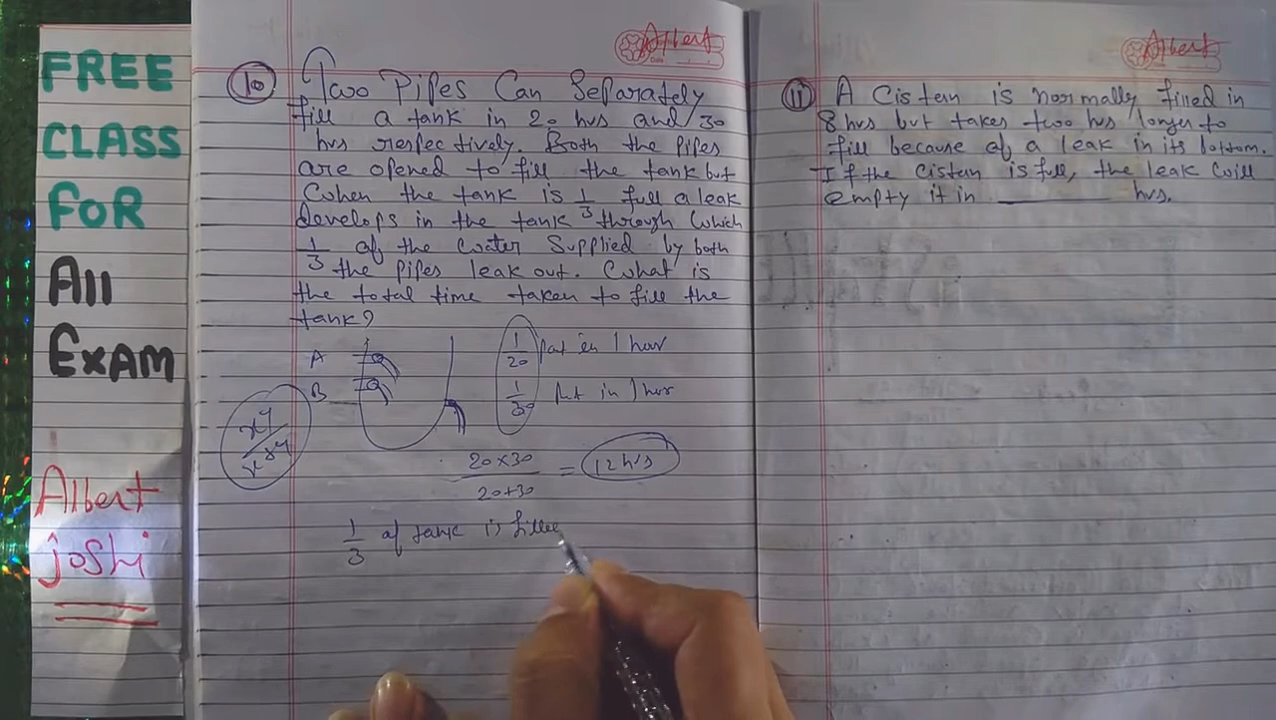 FREE
CLASS
FOR
All
ExAM
Albert
joshi
Albert
10 Two Pipes Can Separately
fill a tank in 20 hrs and 30
hrs respectively. Both the pipes
are opened to fill the tank but
when the tank is 1/3 full a leak
develops in the tank through which
1/3 of the water supplied by both
the pipes leak out. What is
the total time taken to fill the
tank?
A
B
1/20 Part in 1 hour
1/30 Part in 1 hour
xy/x+y
20×30/20+30 = 12 hrs
1/3 of tank is fille
Albert
11 A Cistern is normally filled in
8 hrs but takes two hrs longer to
fill because of a leak in its bottom.
If the cistern is full, the leak will
empty it in ______ hrs.